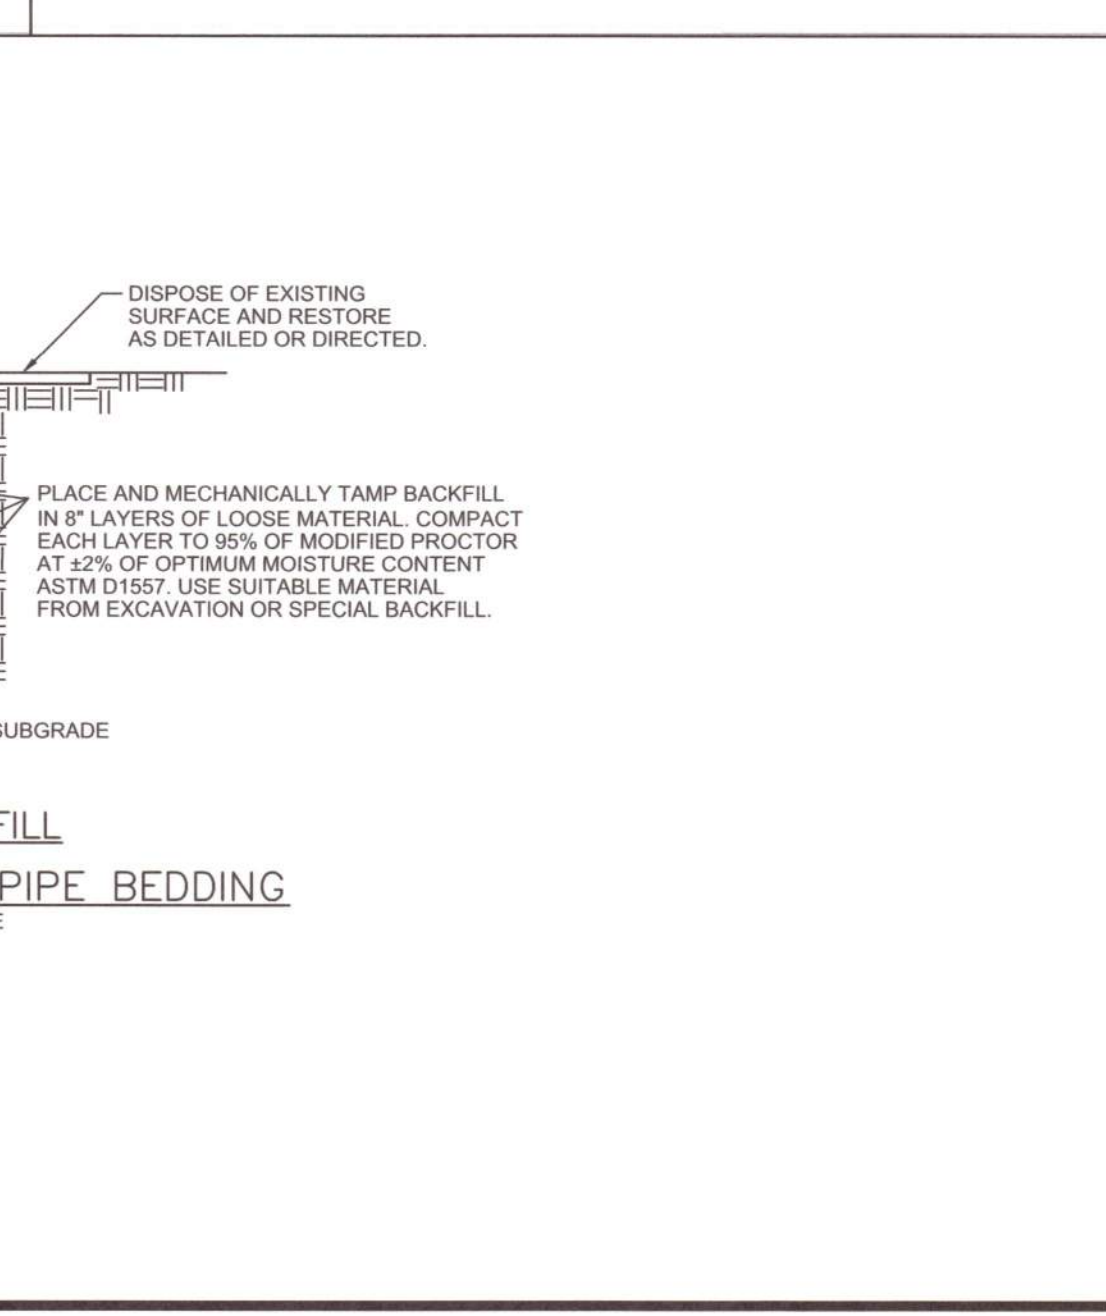 DISPOSE OF EXISTING
SURFACE AND RESTORE
AS DETAILED OR DIRECTED.
PLACE AND MECHANICALLY TAMP BACKFILL
IN 8" LAYERS OF LOOSE MATERIAL. COMPACT
EACH LAYER TO 95% OF MODIFIED PROCTOR
AT ±2% OF OPTIMUM MOISTURE CONTENT
ASTM D1557. USE SUITABLE MATERIAL
FROM EXCAVATION OR SPECIAL BACKFILL.
SUBGRADE
FILL
PIPE BEDDING
E